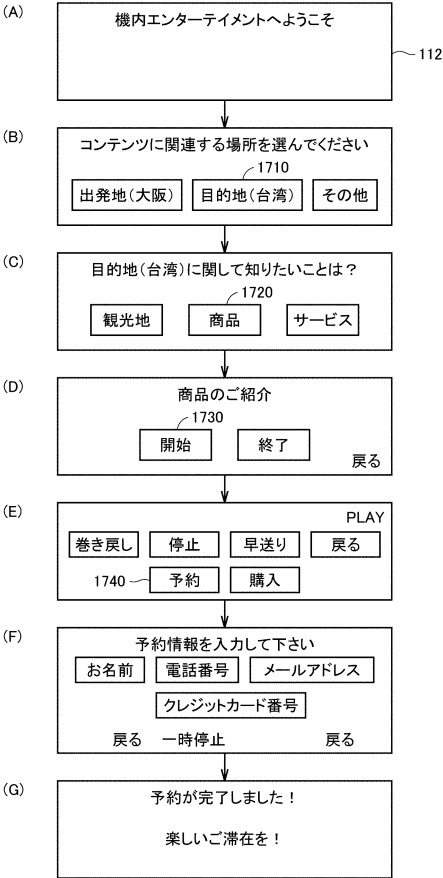 (A)
機内エンターテイメントへようこそ
112
(B)
コンテンツに関連する場所を選んでください
1710
出発地(大阪) 目的地(台湾) その他
(C)
目的地(台湾)に関して知りたいことは？
1720
観光地 商品 サービス
(D)
商品のご紹介
1730
開始 終了
戻る
(E)
PLAY
巻き戻し 停止 早送り 戻る
1740 予約 購入
(F)
予約情報を入力して下さい
お名前 電話番号 メールアドレス
クレジットカード番号
戻る 一時停止 戻る
(G)
予約が完了しました！
楽しいご滞在を！